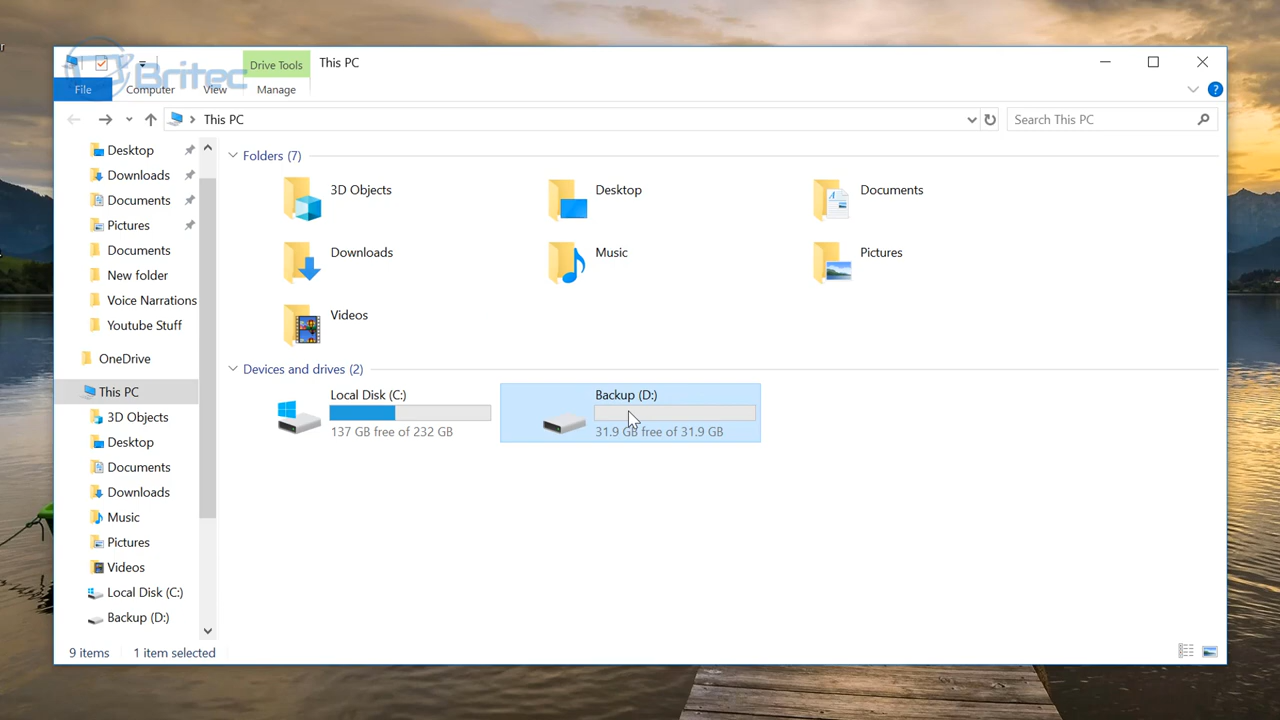 Britec
Drive Tools
This PC
File
Computer
View
Manage
This PC
Search This PC
Desktop
Downloads
Documents
Pictures
Documents
New folder
Voice Narrations
Youtube Stuff
OneDrive
This PC
3D Objects
Desktop
Documents
Downloads
Music
Pictures
Videos
Local Disk (C:)
Backup (D:)
Folders (7)
3D Objects
Desktop
Documents
Downloads
Music
Pictures
Videos
Devices and drives (2)
Local Disk (C:)
137 GB free of 232 GB
Backup (D:)
31.9 GB free of 31.9 GB
9 items
1 item selected